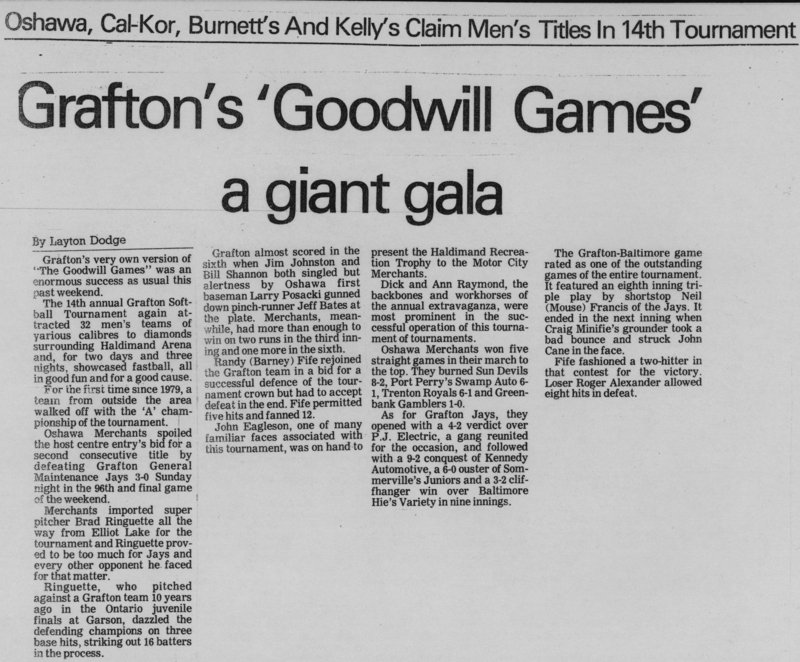 Oshawa, Cal-Kor, Burnett's And Kelly's Claim Men's Titles In 14th Tournament
Grafton's 'Goodwill Games'
a giant gala
By Layton Dodge
Grafton's very own version of
"The Goodwill Games" was an
enormous success as usual this
past weekend.
The 14th annual Grafton Soft-
ball Tournament again at-
tracted 32 men's teams of
various calibres to diamonds
surrounding Haldimand Arena
and, for two days and three
nights, showcased fastball, all
in good fun and for a good cause.
For the first time since 1979, a
team from outside the area
walked off with the 'A' cham-
pionship of the tournament.
Oshawa Merchants spoiled
the host centre entry's bid for a
second consecutive title by
defeating Grafton General
Maintenance Jays 3-0 Sunday
night in the 96th and final game
of the weekend.
Merchants imported super
pitcher Brad Ringuette all the
way from Elliot Lake for the
tournament and Ringuette prov-
ed to be too much for Jays and
every other opponent he faced
for that matter.
Ringuette, who pitched
against a Grafton team 10 years
ago in the Ontario juvenile
finals at Garson, dazzled the
defending champions on three
base hits, striking out 16 batters
in the process.
Grafton almost scored in the
sixth when Jim Johnston and
Bill Shannon both singled but
alertness by Oshawa first
baseman Larry Posacki gunned
down pinch-runner Jeff Bates at
the plate. Merchants, mean-
while, had more than enough to
win on two runs in the third inn-
ing and one more in the sixth.
Randy (Barney) Fife rejoined
the Grafton team in a bid for a
successful defence of the tour-
nament crown but had to accept
defeat in the end. Fife permitted
five hits and fanned 12.
John Eagleson, one of many
familiar faces associated with
this tournament, was on hand to
present the Haldimand Recrea-
tion Trophy to the Motor City
Merchants.
Dick and Ann Raymond, the
backbones and workhorses of
the annual extravaganza, were
most prominent in the suc-
cessful operation of this tourna-
ment of tournaments.
Oshawa Merchants won five
straight games in their march to
the top. They burned Sun Devils
8-2, Port Perry's Swamp Auto 6-
1, Trenton Royals 6-1 and Green-
bank Gamblers 1-0.
As for Grafton Jays, they
opened with a 4-2 verdict over
P.J. Electric, a gang reunited
for the occasion, and followed
with a 9-2 conquest of Kennedy
Automotive, a 6-0 ouster of Som-
merville's Juniors and a 3-2 clif-
fhanger win over Baltimore
Hie's Variety in nine innings.
The Grafton-Baltimore game
rated as one of the outstanding
games of the entire tournament.
It featured an eighth inning tri-
ple play by shortstop Neil
(Mouse) Francis of the Jays. It
ended in the next inning when
Craig Minifie's grounder took a
bad bounce and struck John
Cane in the face.
Fife fashioned a two-hitter in
that contest for the victory.
Loser Roger Alexander allowed
eight hits in defeat.